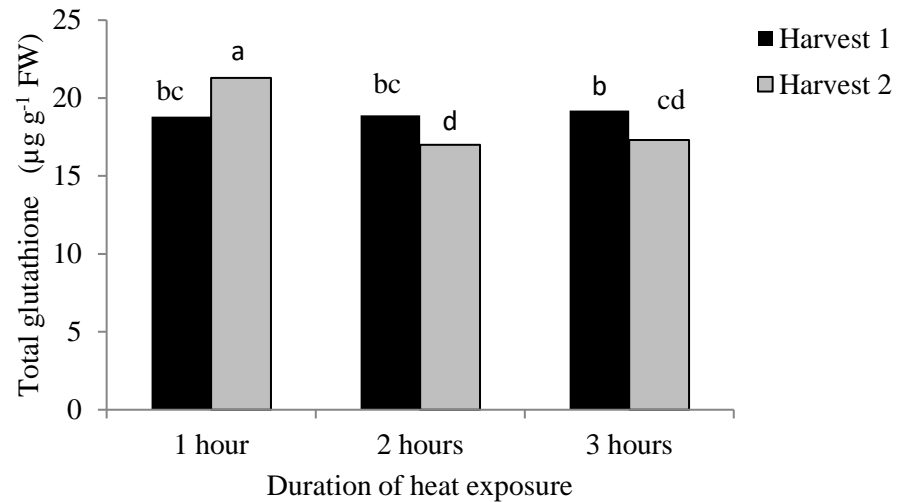 Total glutathione (µg g⁻¹ FW)
25
20
15
10
5
0
bc
a
bc
d
b
cd
Harvest 1
Harvest 2
1 hour
2 hours
3 hours
Duration of heat exposure